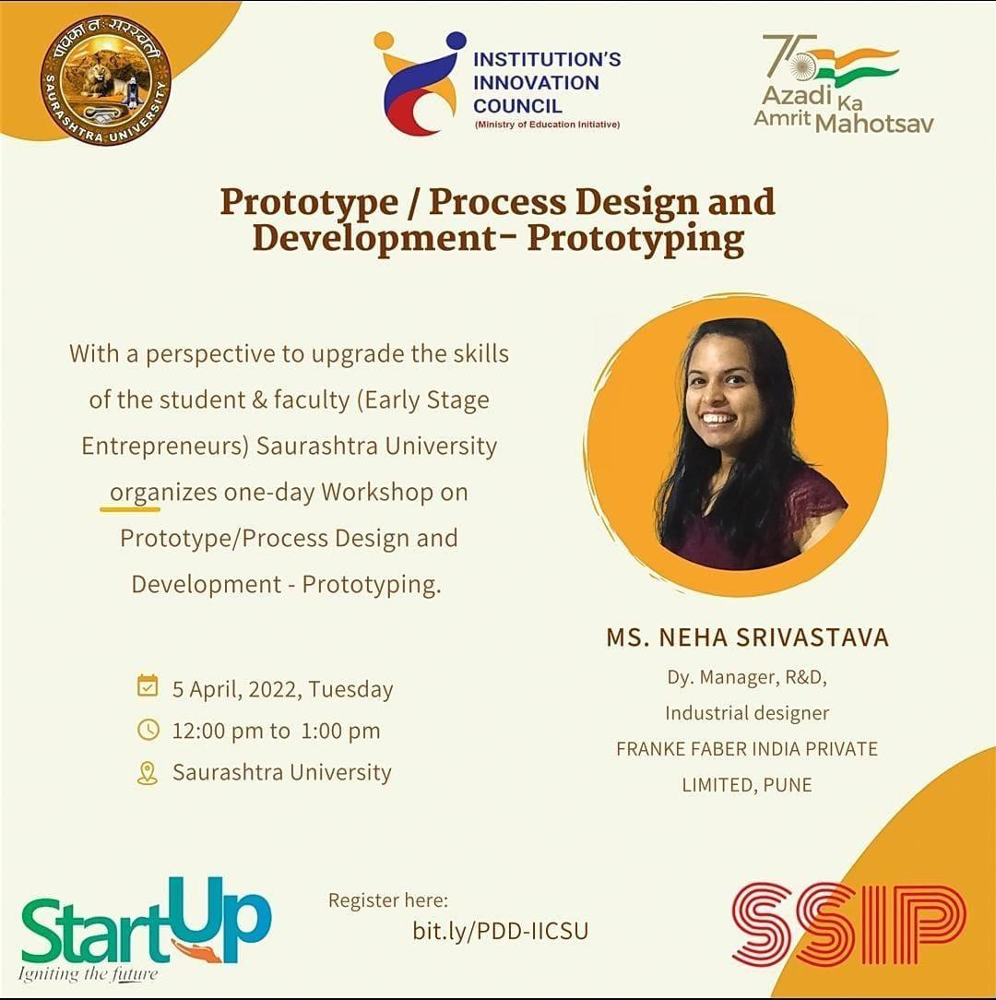 पावका नः सरस्वती
SAURASHTRA UNIVERSITY
INSTITUTION'S
INNOVATION
COUNCIL
(Ministry of Education Initiative)
75
Azadi Ka
Amrit Mahotsav
Prototype / Process Design and
Development- Prototyping
With a perspective to upgrade the skills
of the student & faculty (Early Stage
Entrepreneurs) Saurashtra University
organizes one-day Workshop on
Prototype/Process Design and
Development - Prototyping.
5 April, 2022, Tuesday
12:00 pm to 1:00 pm
Saurashtra University
MS. NEHA SRIVASTAVA
Dy. Manager, R&D,
Industrial designer
FRANKE FABER INDIA PRIVATE
LIMITED, PUNE
StartUp
Igniting the future
Register here:
bit.ly/PDD-IICSU
SSIP